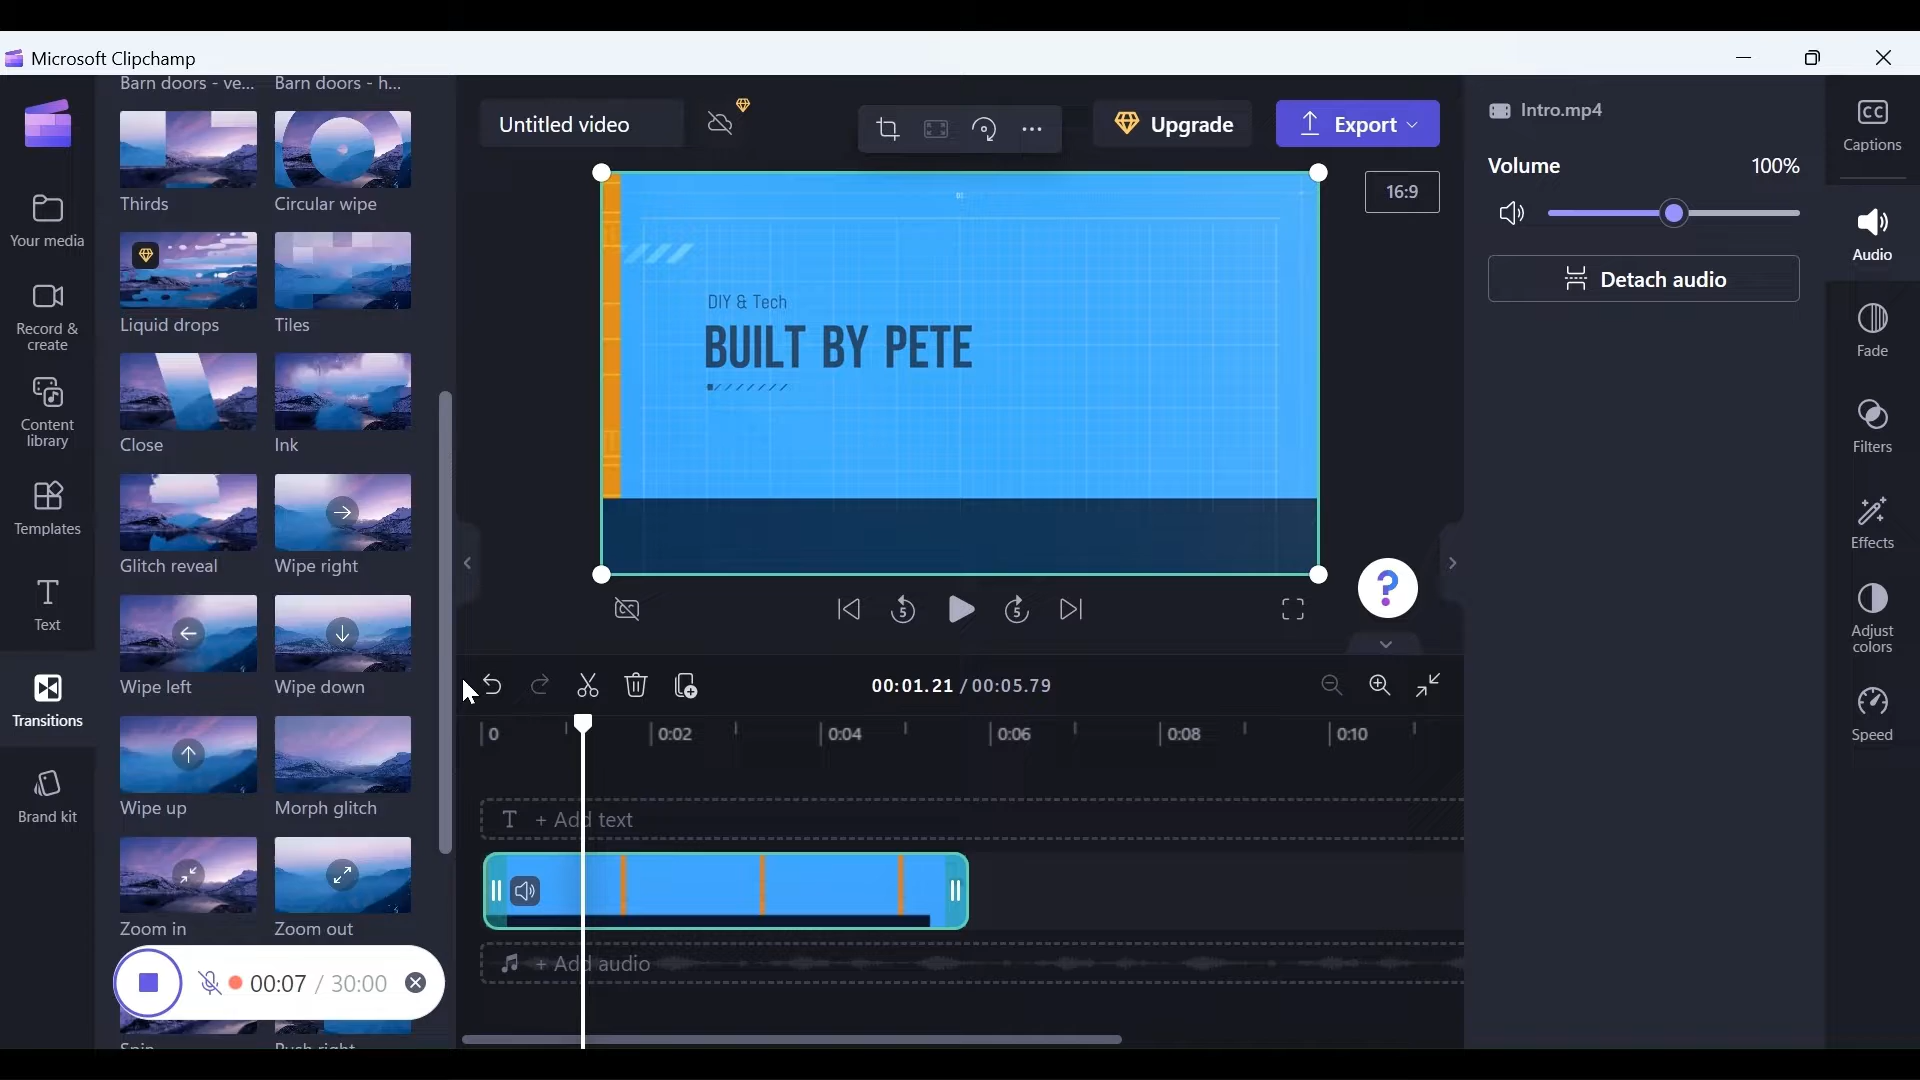 Microsoft Clipchamp
Your media
Record &
create
Content
library
Templates
Text
Transitions
Brand kit
Barn doors - ve...
Barn doors - h...
Thirds
Circular wipe
Liquid drops
Tiles
Close
Ink
Glitch reveal
Wipe right
Wipe left
Wipe down
Wipe up
Morph glitch
Zoom in
Zoom out
00:07 / 30:00
Spin
Push right
Untitled video
Upgrade
Export
16:9
DIY & Tech
BUILT BY PETE
00:01.21 / 00:05.79
0
0:02
0:04
0:06
0:08
0:10
T + Add text
+ Add audio
Intro.mp4
Volume
100%
Detach audio
CC
Captions
Audio
Fade
Filters
Effects
Adjust
colors
Speed